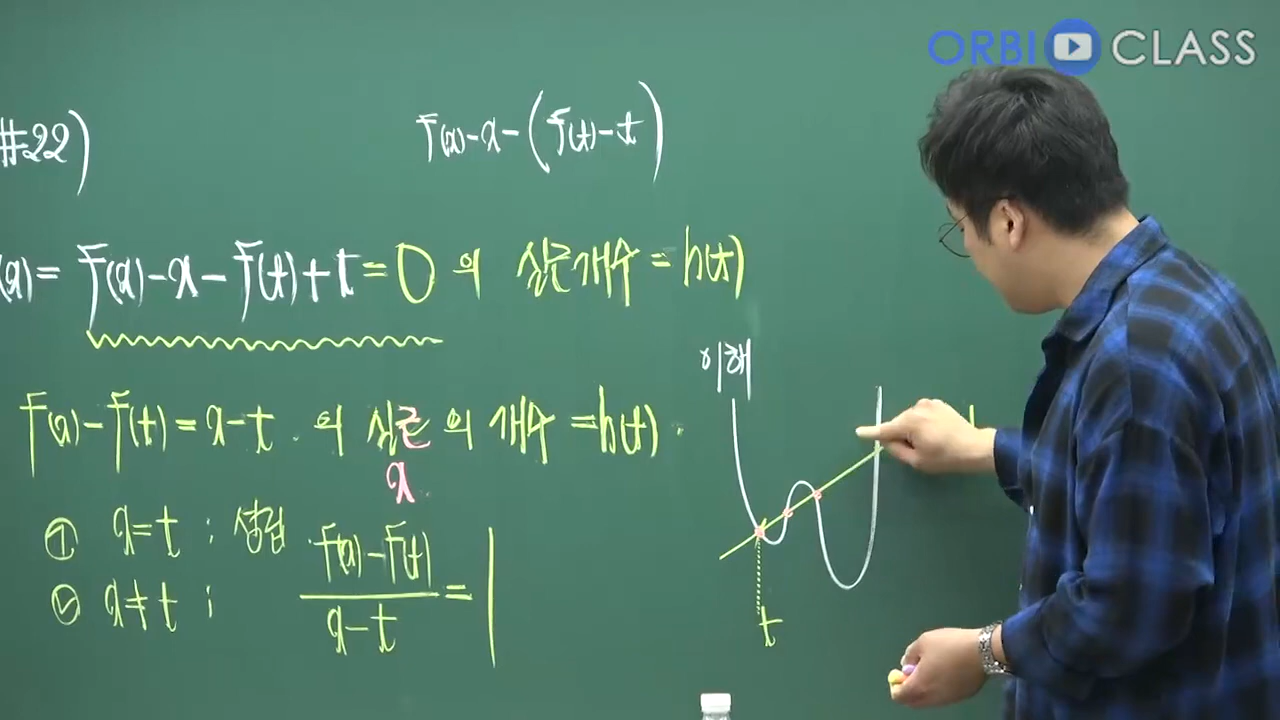 ORBI CLASS
#22)
f(x)-x-(f(t)-t)
(x)= f(x)-x-f(t)+t=0 의 실근개수=h(t)
이해
f(x)-f(t)=x-t. 의 실근의 개수=h(t).
x
① x=t : 성립
② x≠t ; f(x)-f(t)/x-t = 1
t